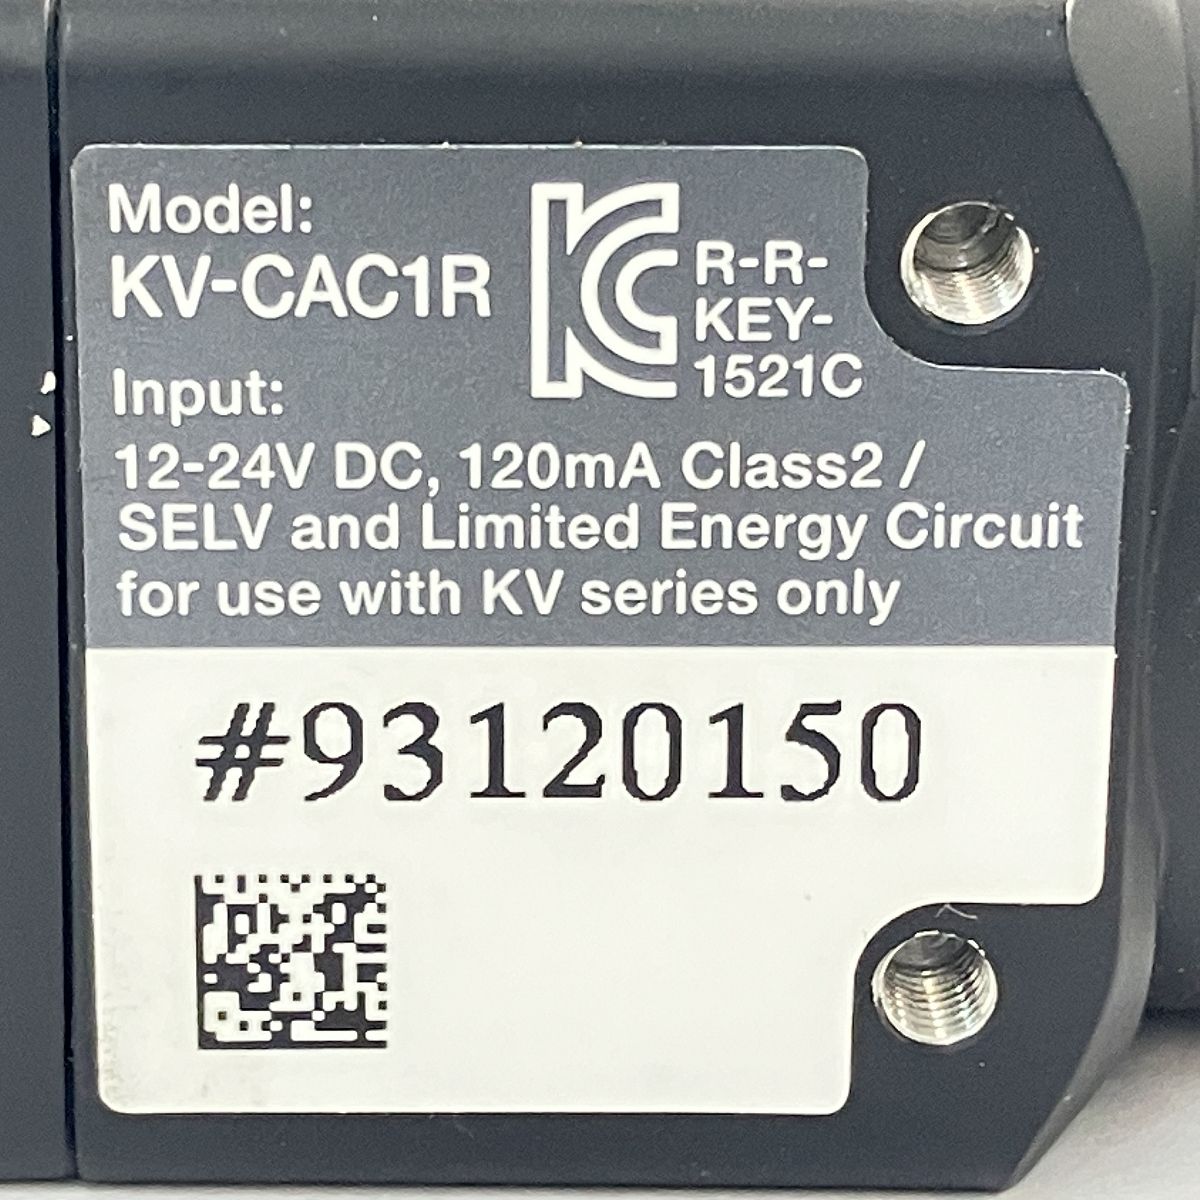 Model:
KV-CAC1R
KC
R-R-
KEY-
1521C
Input:
12-24V DC, 120mA Class2 /
SELV and Limited Energy Circuit
for use with KV series only
#93120150